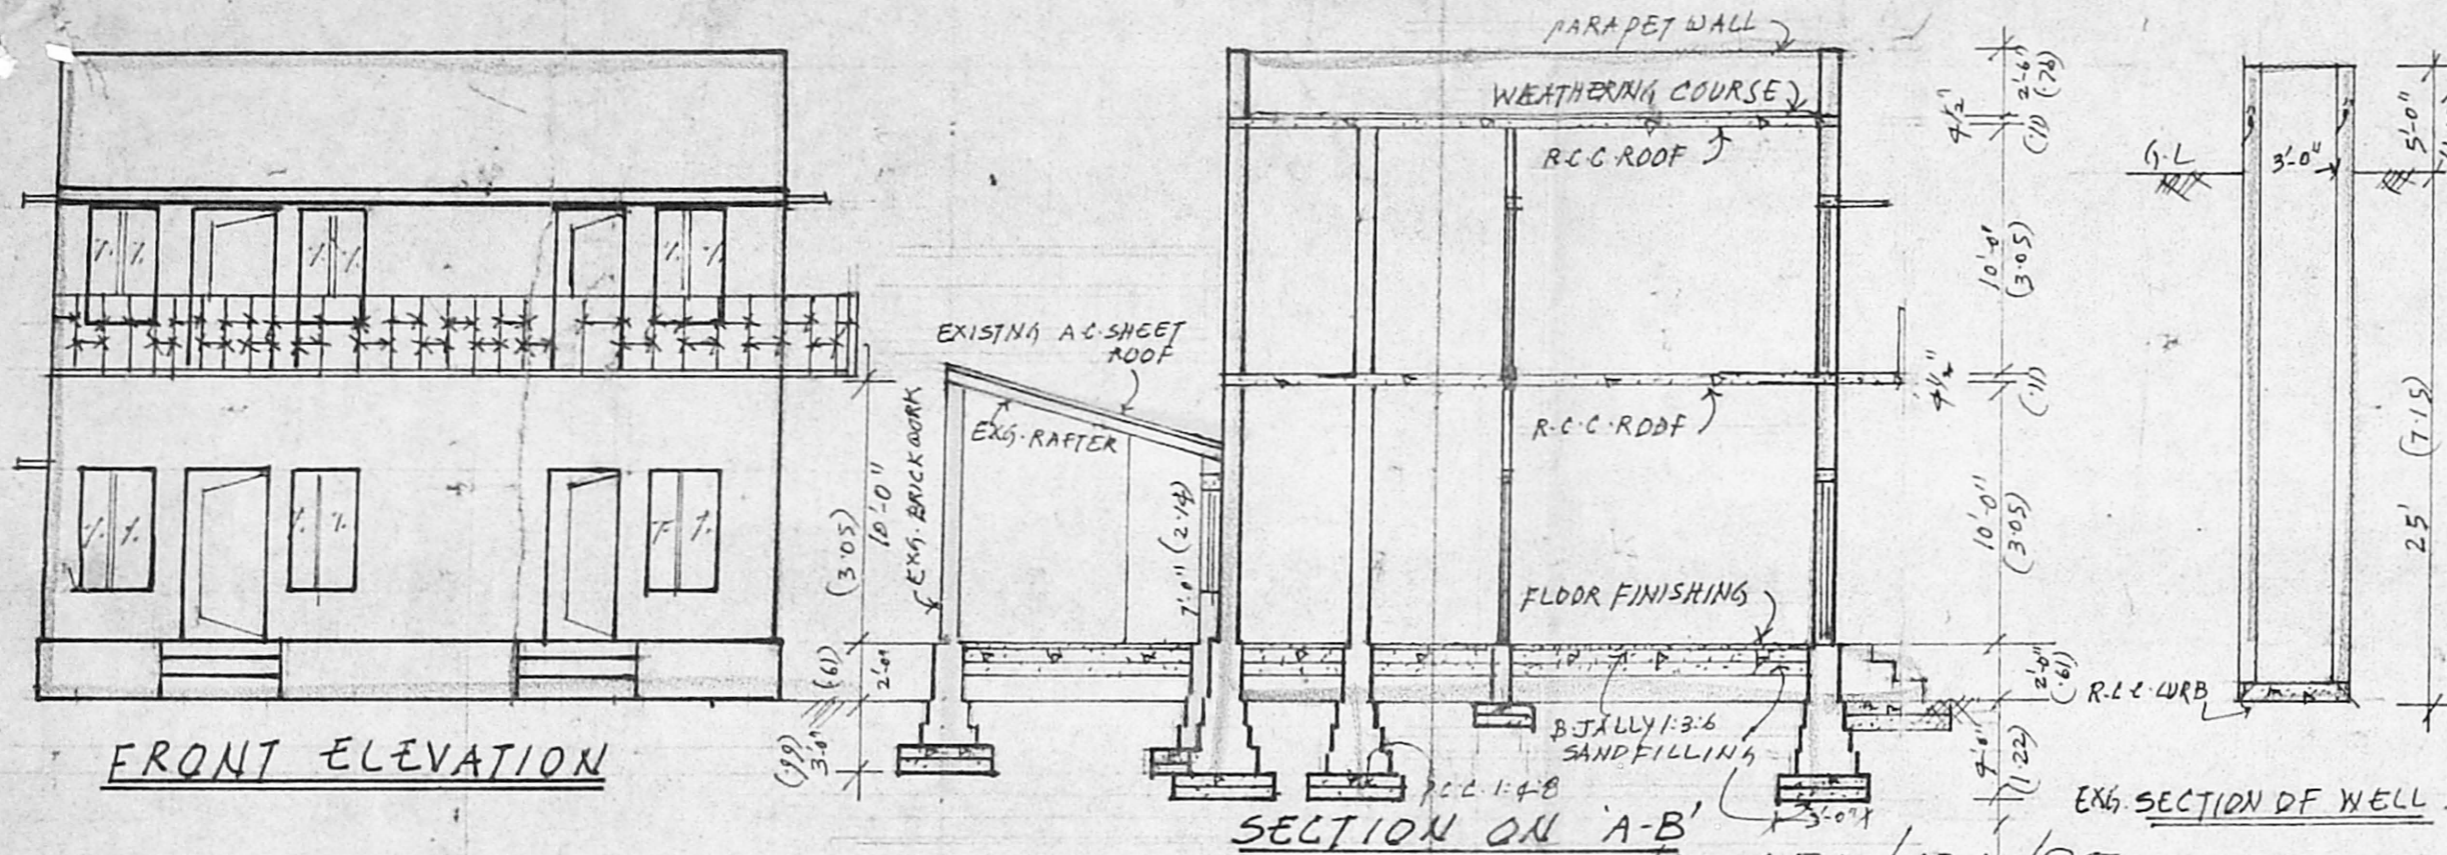 FRONT ELEVATION
(3.05)
10'-0"
(.61)
2'-0"
(.99)
3'-0"
EXISTING A.C.SHEET
ROOF
EXG.RAFTER
EXG. BRICKWORK
7'-0" (2.14)
PARAPET WALL
WEATHERING COURSE
R.C.C.ROOF
R.C.C.ROOF
FLOOR FINISHING
B.JALLY 1:3:6
SAND FILLING
P.C.C. 1:4:8
3'-0"
SECTION ON 'A-B'
2'-6"
(.76)
4½"
(.11)
10'-0"
(3.05)
4½"
(.11)
10'-0"
(3.05)
2'-0"
(.61)
4'-0"
(1.22)
G.L
3'-0"
5'-0"
25'
(7.15)
R.C.C.CURB
EXG. SECTION OF WELL